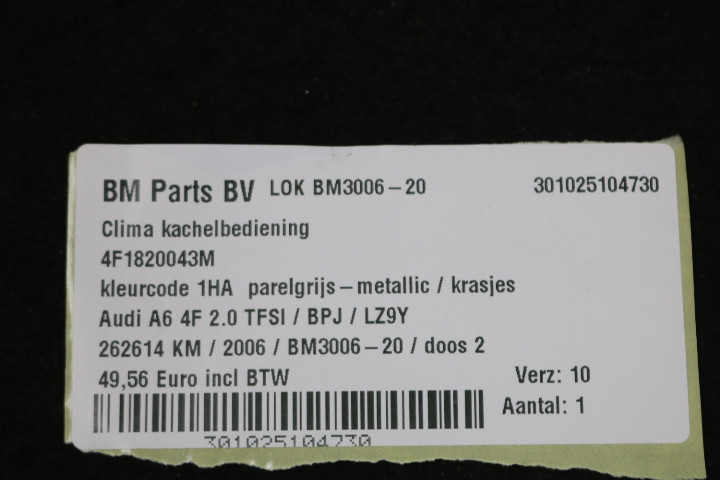 BM Parts BV LOK BM3006-20 301025104730
Clima kachelbediening
4F1820043M
kleurcode 1HA parelgrijs-metallic / krasjes
Audi A6 4F 2.0 TFSI / BPJ / LZ9Y
262614 KM / 2006 / BM3006-20 / doos 2
49,56 Euro incl BTW Verz: 10
Aantal: 1
301025104730